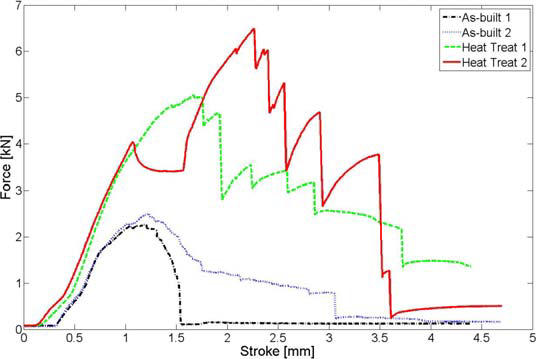 7
6
5
4
3
2
1
0
Force [kN]
As-built 1
As-built 2
Heat Treat 1
Heat Treat 2
0 0.5 1 1.5 2 2.5 3 3.5 4 4.5 5
Stroke [mm]